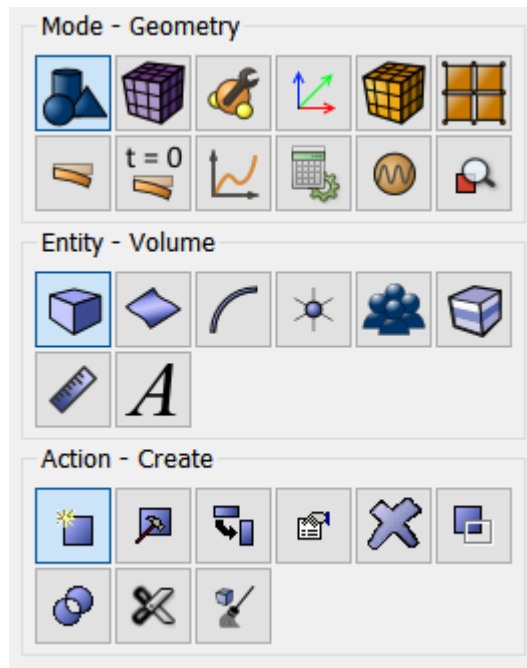 Mode - Geometry
t = 0
Entity - Volume
A
Action - Create